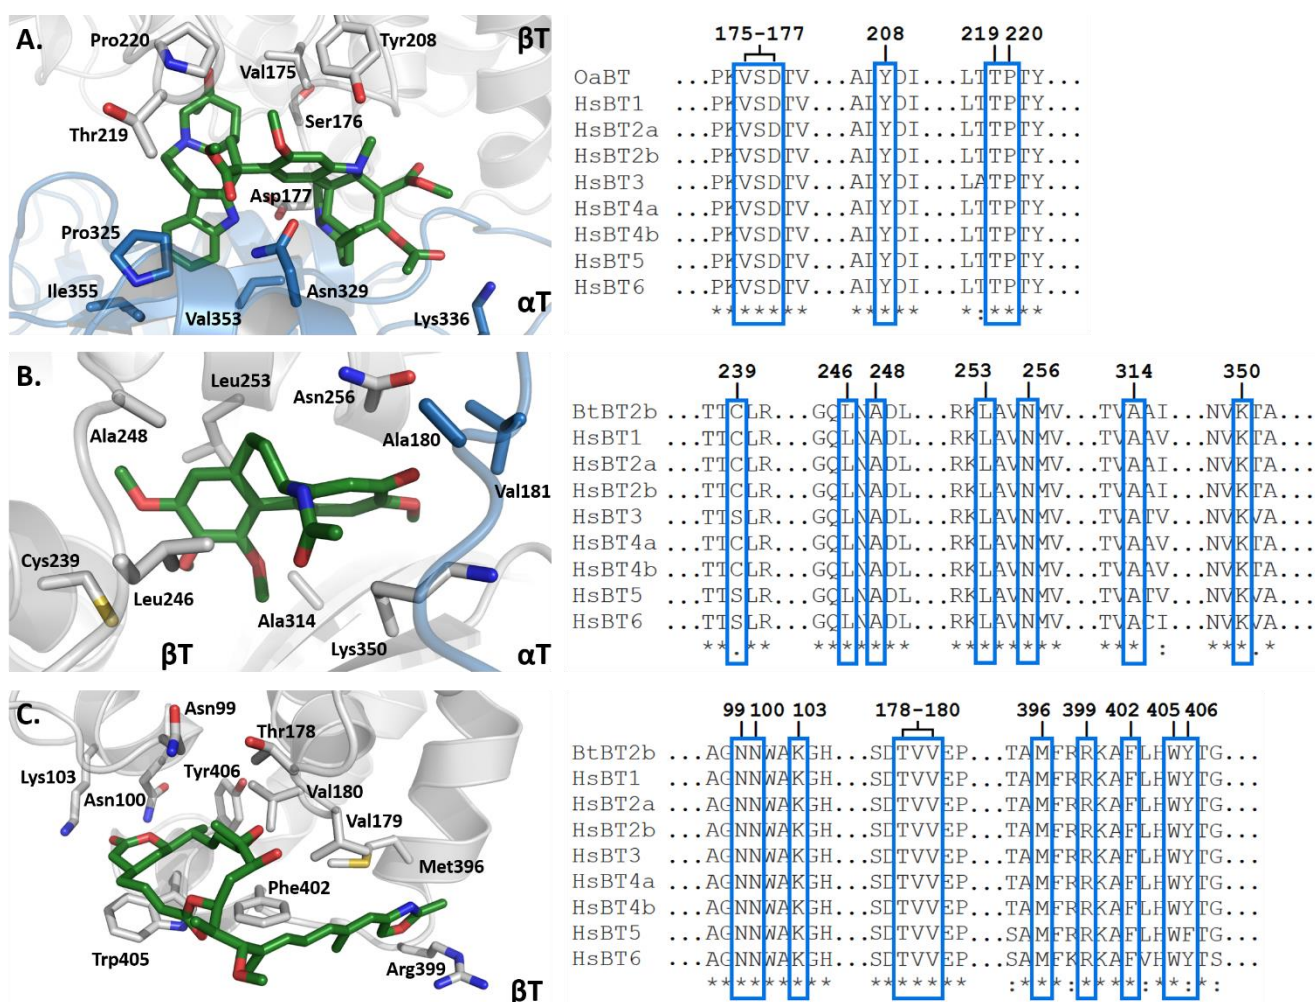 A.
Pro220
Tyr208
βT
Val175
Thr219
Ser176
Asp177
Pro325
Ile355
Val353
Asn329
Lys336
αT
175-177 208 219 220
OaBT ...PKVSDTV...ALYDI...LTTPTY...
HsBT1 ...PKVSDTV...ALYDI...LTTPTY...
HsBT2a ...PKVSDTV...ALYDI...LTTPTY...
HsBT2b ...PKVSDTV...ALYDI...LTTPTY...
HsBT3 ...PKVSDTV...ALYDI...LATPTY...
HsBT4a ...PKVSDTV...ALYDI...LTTPTY...
HsBT4b ...PKVSDTV...ALYDI...LTTPTY...
HsBT5 ...PKVSDTV...ALYDI...LTTPTY...
HsBT6 ...PKVSDTV...ALYDI...LTTPTY...
******* ***** *:****
B.
Leu253
Asn256
Ala248
Ala180
Val181
Cys239
Leu246
Ala314
Lys350
βT
αT
239 246 248 253 256 314 350
BtBT2b ...TTCLR...GQLNADL...RKLAVNMV...TVAAI...NVKTA...
HsBT1 ...TTCLR...GQLNADL...RKLAVNMV...TVAAV...NVKTA...
HsBT2a ...TTCLR...GQLNADL...RKLAVNMV...TVAAI...NVKTA...
HsBT2b ...TTCLR...GQLNADL...RKLAVNMV...TVAAI...NVKTA...
HsBT3 ...TTSLR...GQLNADL...RKLAVNMV...TVATV...NVKVA...
HsBT4a ...TTCLR...GQLNADL...RKLAVNMV...TVAAV...NVKTA...
HsBT4b ...TTCLR...GQLNADL...RKLAVNMV...TVAAV...NVKTA...
HsBT5 ...TTSLR...GQLNADL...RKLAVNMV...TVATV...NVKVA...
HsBT6 ...TTSLR...GQLNADL...RKLAVNMV...TVACI...NVKVA...
**.** ******* ******** *** : ***.*
C.
Asn99
Thr178
Lys103
Asn100
Tyr406
Val180
Val179
Met396
Phe402
Trp405
Arg399
βT
99 100 103 178-180 396 399 402 405 406
BtBT2b ...AGNNWAKGH...SDTVVEP...TAMFRRKAFLHWYTG...
HsBT1 ...AGNNWAKGH...SDTVVEP...TAMFRRKAFLHWYTG...
HsBT2a ...AGNNWAKGH...SDTVVEP...TAMFRRKAFLHWYTG...
HsBT2b ...AGNNWAKGH...SDTVVEP...TAMFRRKAFLHWYTG...
HsBT3 ...AGNNWAKGH...SDTVVEP...TAMFRRKAFLHWYTG...
HsBT4a ...AGNNWAKGH...SDTVVEP...TAMFRRKAFLHWYTG...
HsBT4b ...AGNNWAKGH...SDTVVEP...TAMFRRKAFLHWYTG...
HsBT5 ...AGNNWAKGH...SDTVVEP...SAMFRRKAFLHWFTG...
HsBT6 ...AGNNWAKGH...SDTVVEP...SAMFKRKAFVHWYTS...
********* ******* :***:****:**:*.